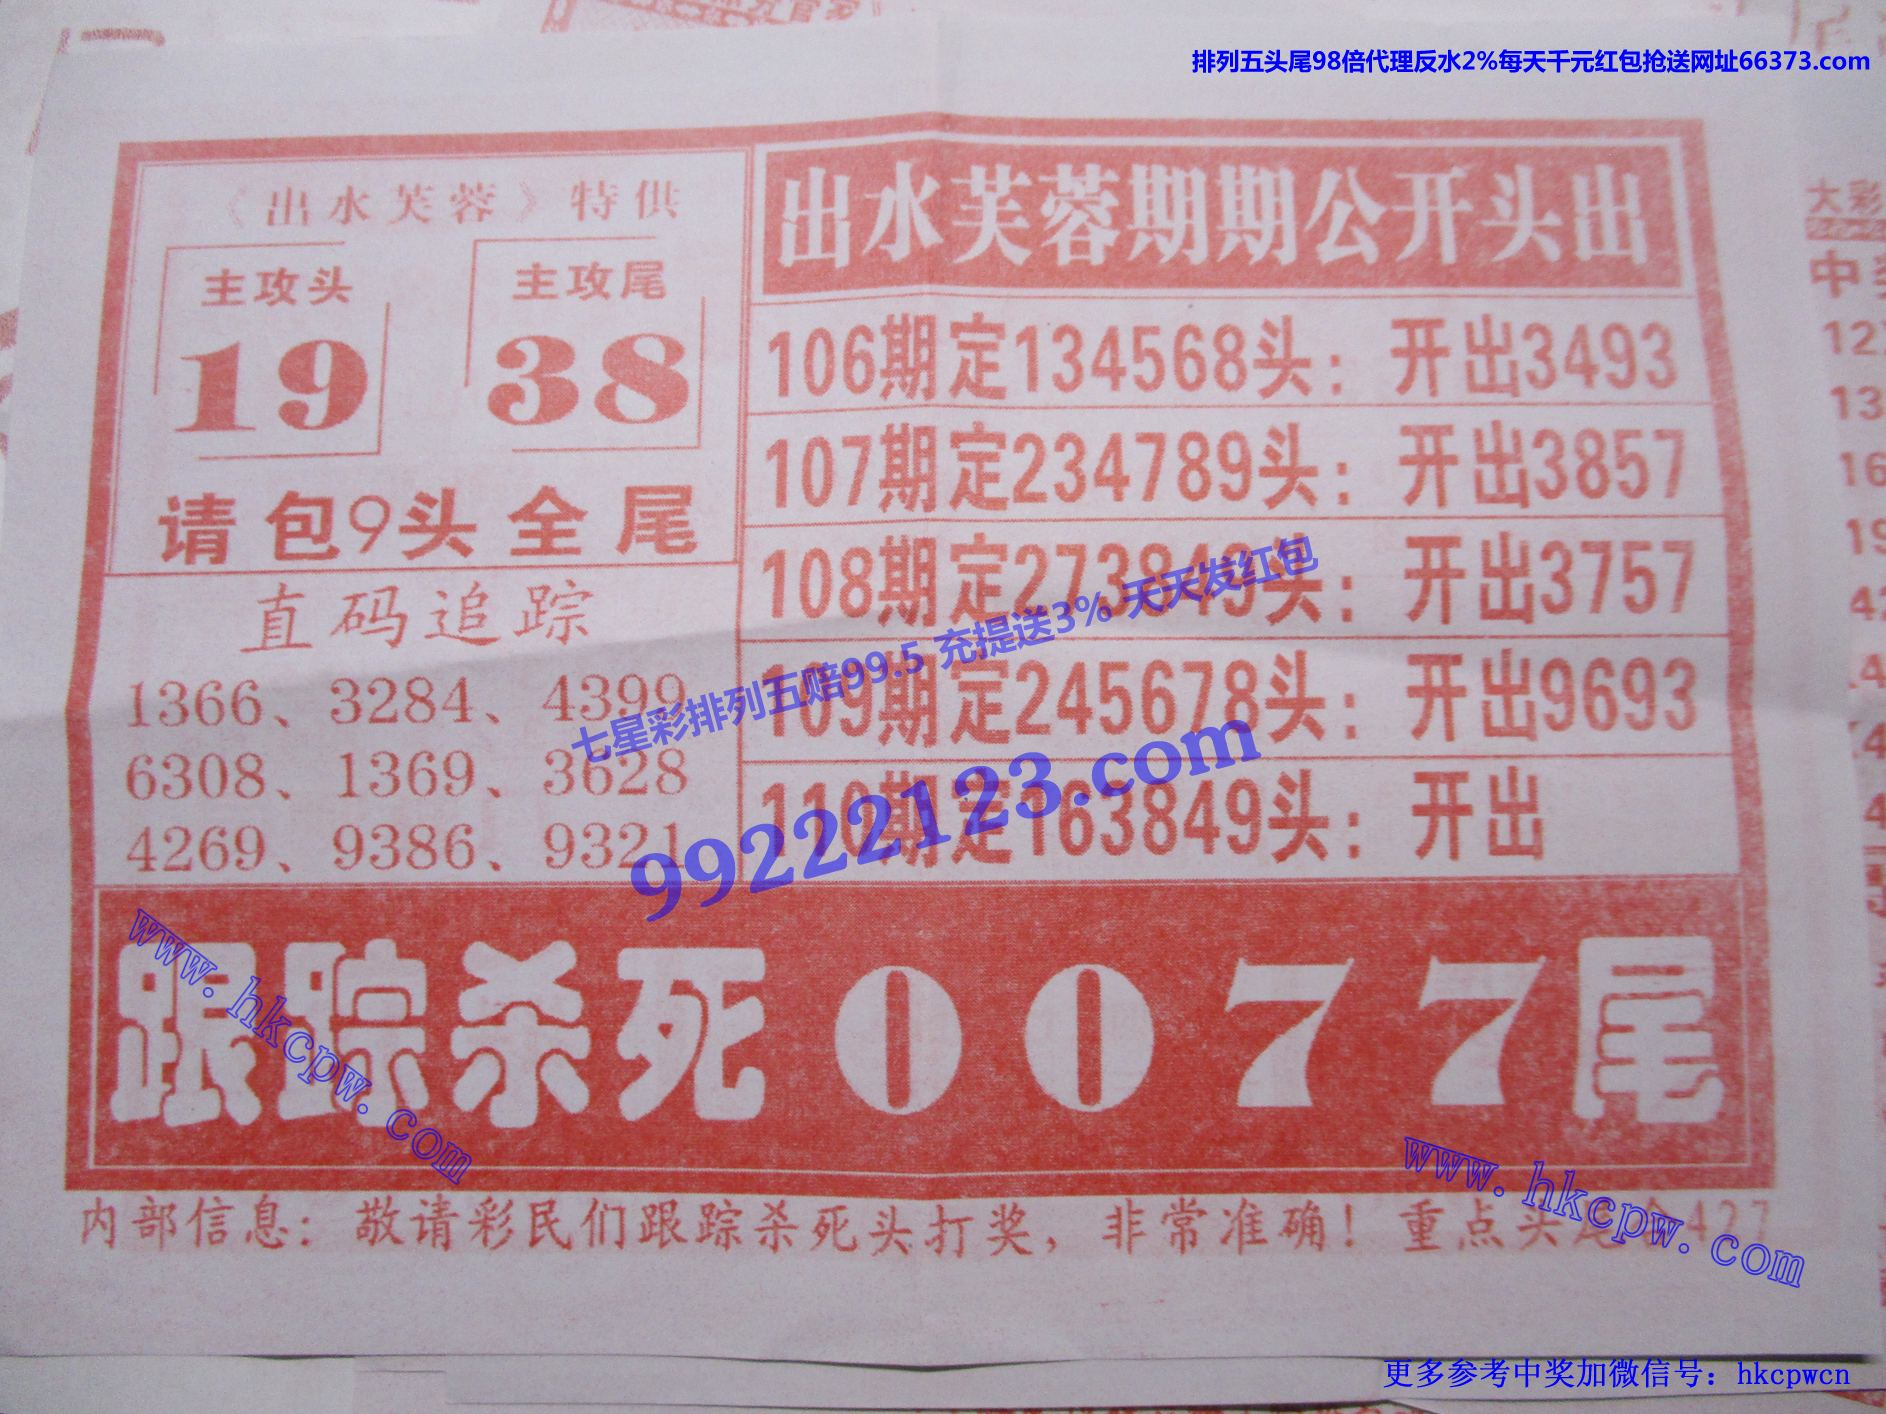 排列五头尾98倍代理反水2%每天千元红包抢送网址66373.com
《出水芙蓉》特供
主攻头
19
主攻尾
38
请包9头全尾
直码追踪
1366、3284、4399
6308、1369、3628
4269、9386、9321
出水芙蓉期期公开头出
106期定134568头：开出3493
107期定234789头：开出3857
108期定273849头：开出3757
109期定245678头：开出9693
110期定163849头：开出
七星彩排列五赔99.5 充提送3% 天天发红包
99222123.com
跟踪杀死0077尾
www.hkcpw.com
www.hkcpw.com
内部信息：敬请彩民们跟踪杀死头打奖，非常准确！重点头尾
427
大彩
中
更多参考中奖加微信号：hkcpwcn